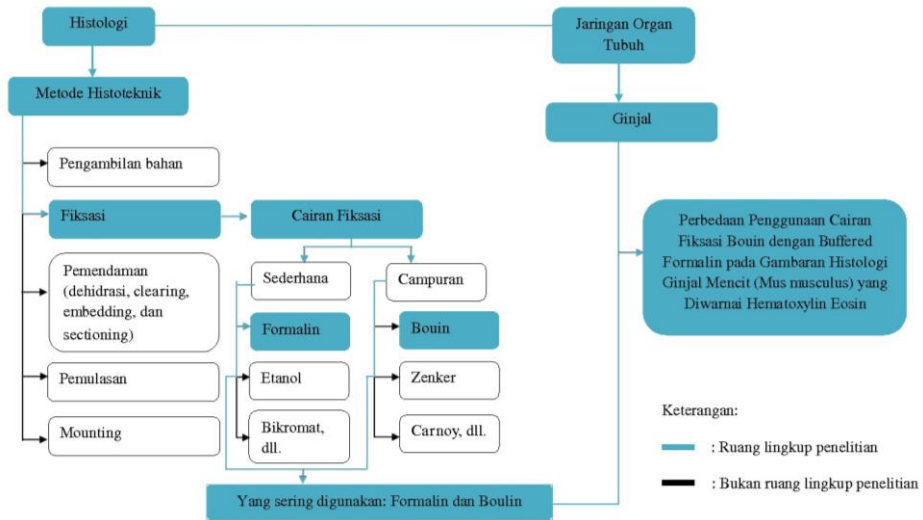 Histologi
Jaringan Organ
Tubuh
Metode Histoteknik
Ginjal
Pengambilan bahan
Fiksasi
Cairan Fiksasi
Perbedaan Penggunaan Cairan
Fiksasi Bouin dengan Buffered
Formalin pada Gambaran Histologi
Ginjal Mencit (Mus musculus) yang
Diwarnai Hematoxylin Eosin
Pemendaman
(dehidrasi, clearing,
embedding, dan
sectioning)
Sederhana
Campuran
Formalin
Bouin
Pemulasan
Etanol
Zenker
Mounting
Bikromat,
dll.
Carnoy, dll.
Keterangan:
: Ruang lingkup penelitian
: Bukan ruang lingkup penelitian
Yang sering digunakan: Formalin dan Boulin